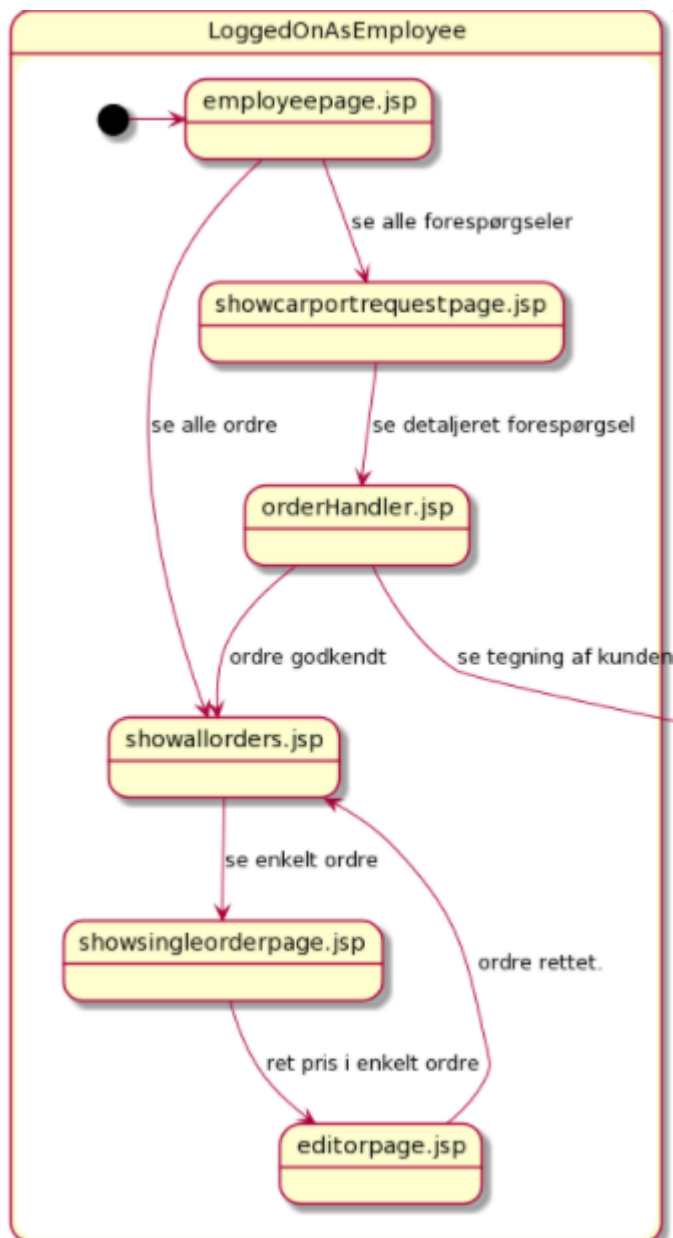 LoggedOnAsEmployee
employeepage.jsp
se alle forespørgseler
showcarportrequestpage.jsp
se alle ordre
se detaljeret forespørgsel
orderHandler.jsp
ordre godkendt
se tegning af kunden
showallorders.jsp
se enkelt ordre
showsingleorderpage.jsp
ordre rettet.
ret pris i enkelt ordre
editorpage.jsp